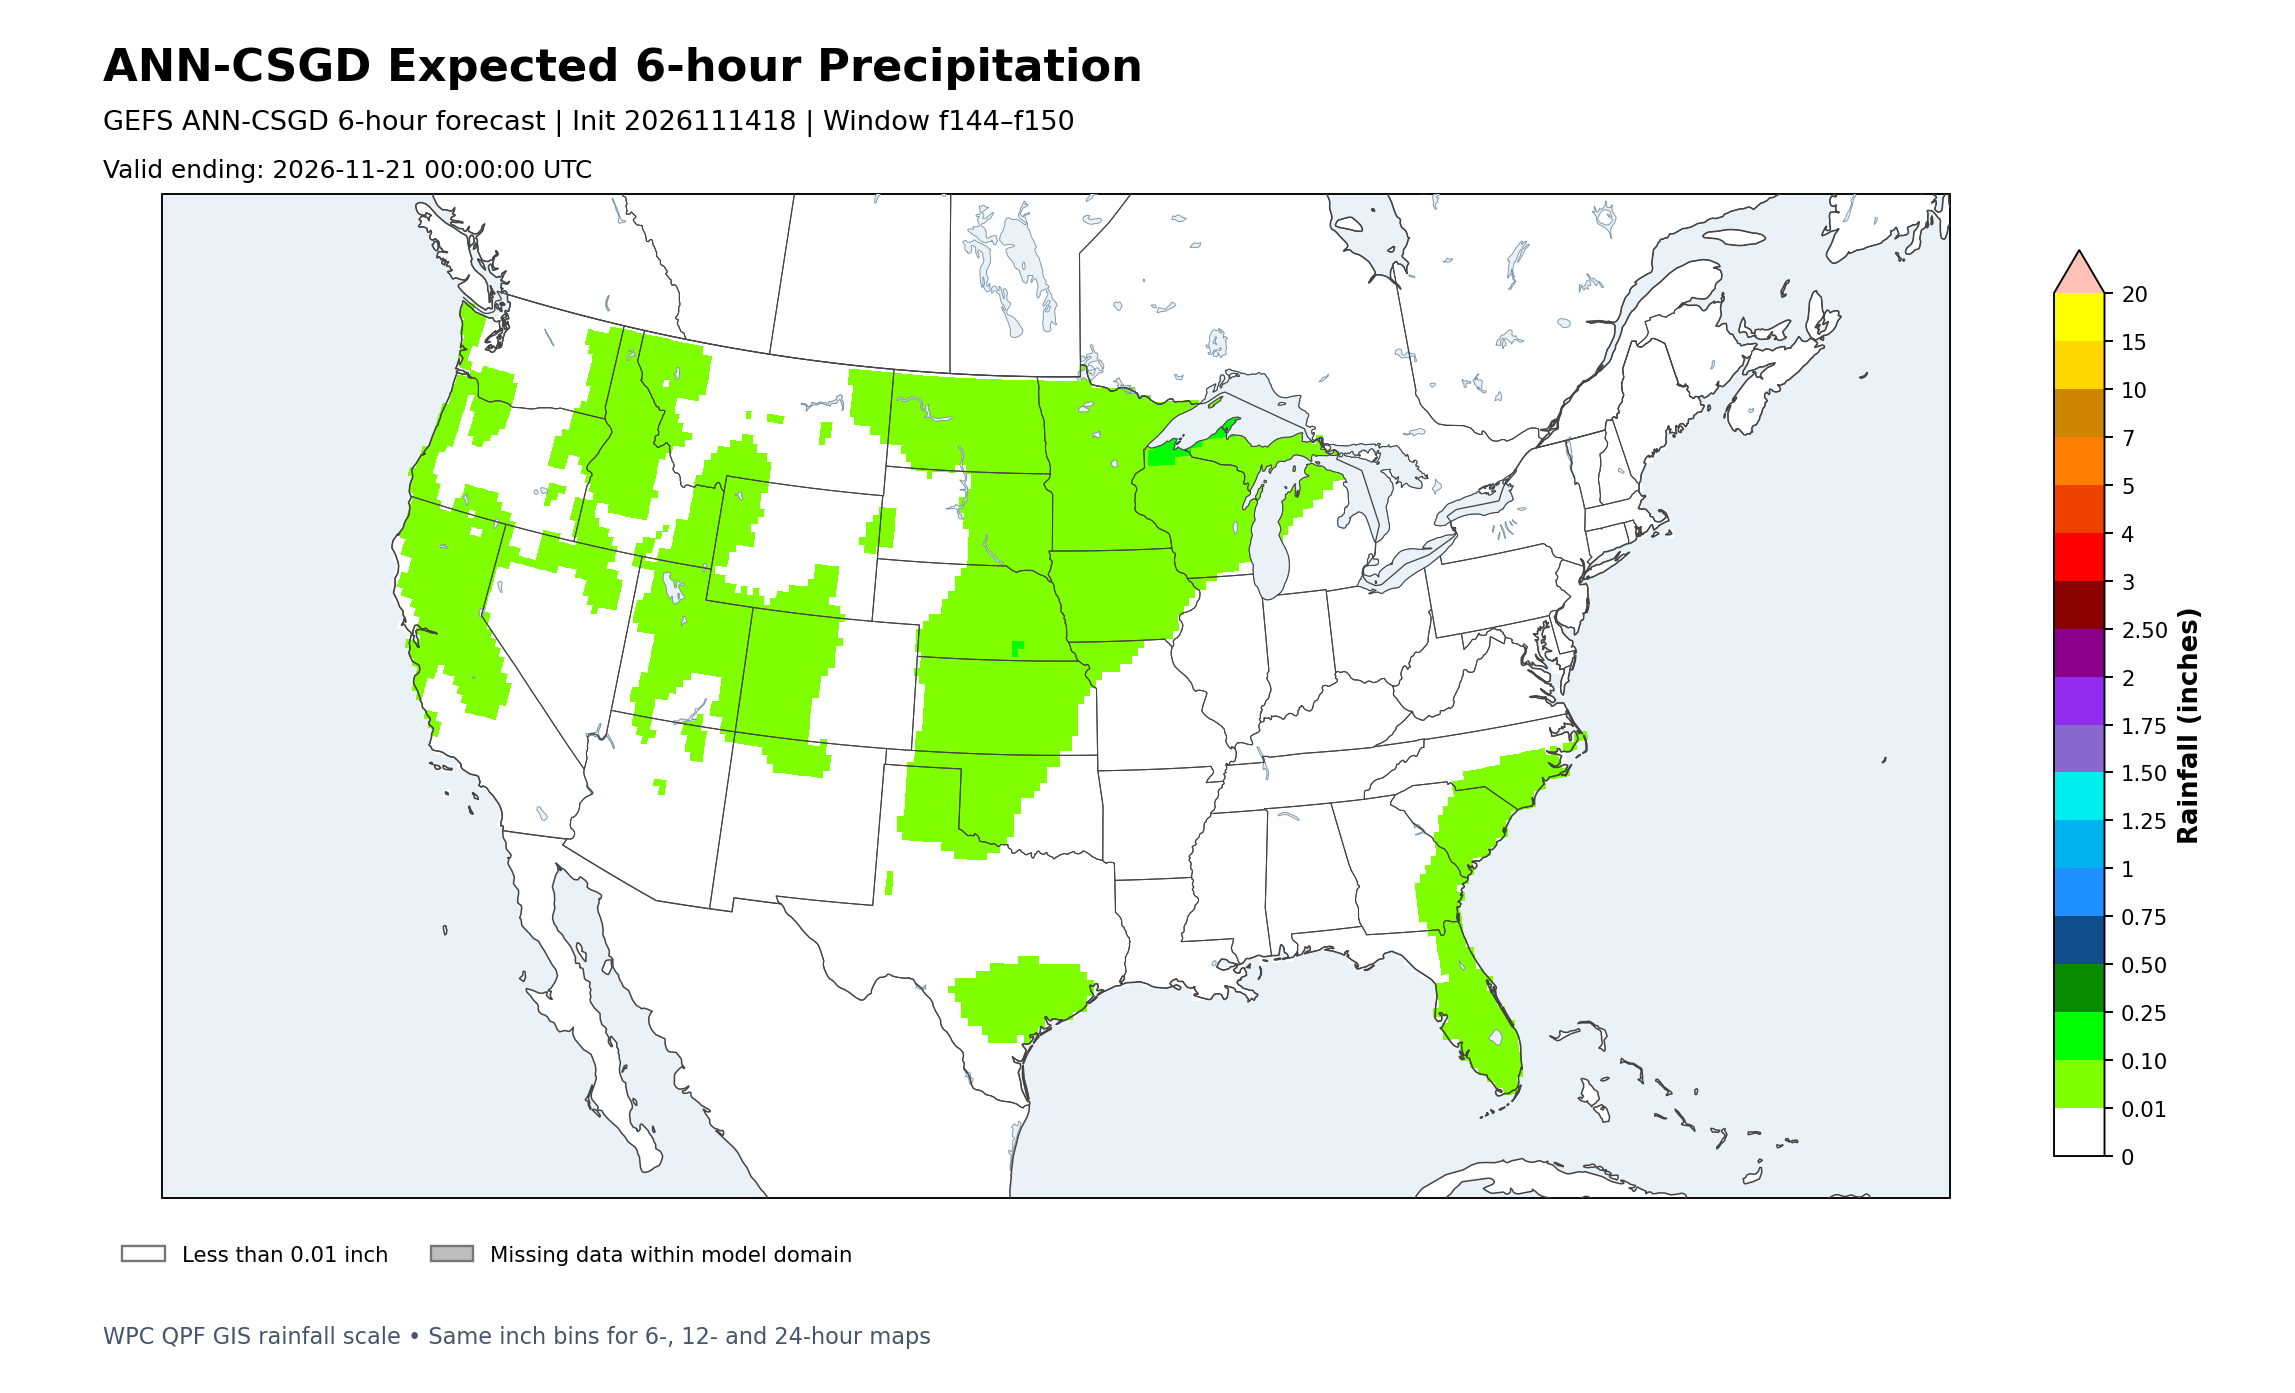 ANN-CSGD Expected 6-hour Precipitation
GEFS ANN-CSGD 6-hour forecast | Init 2026111418 | Window f144–f150
Valid ending: 2026-11-21 00:00:00 UTC
20
15
10
7
5
4
3
2.50
2
1.75
1.50
1.25
1
0.75
0.50
0.25
0.10
0.01
0
Rainfall (inches)
Less than 0.01 inch
Missing data within model domain
WPC QPF GIS rainfall scale • Same inch bins for 6-, 12- and 24-hour maps